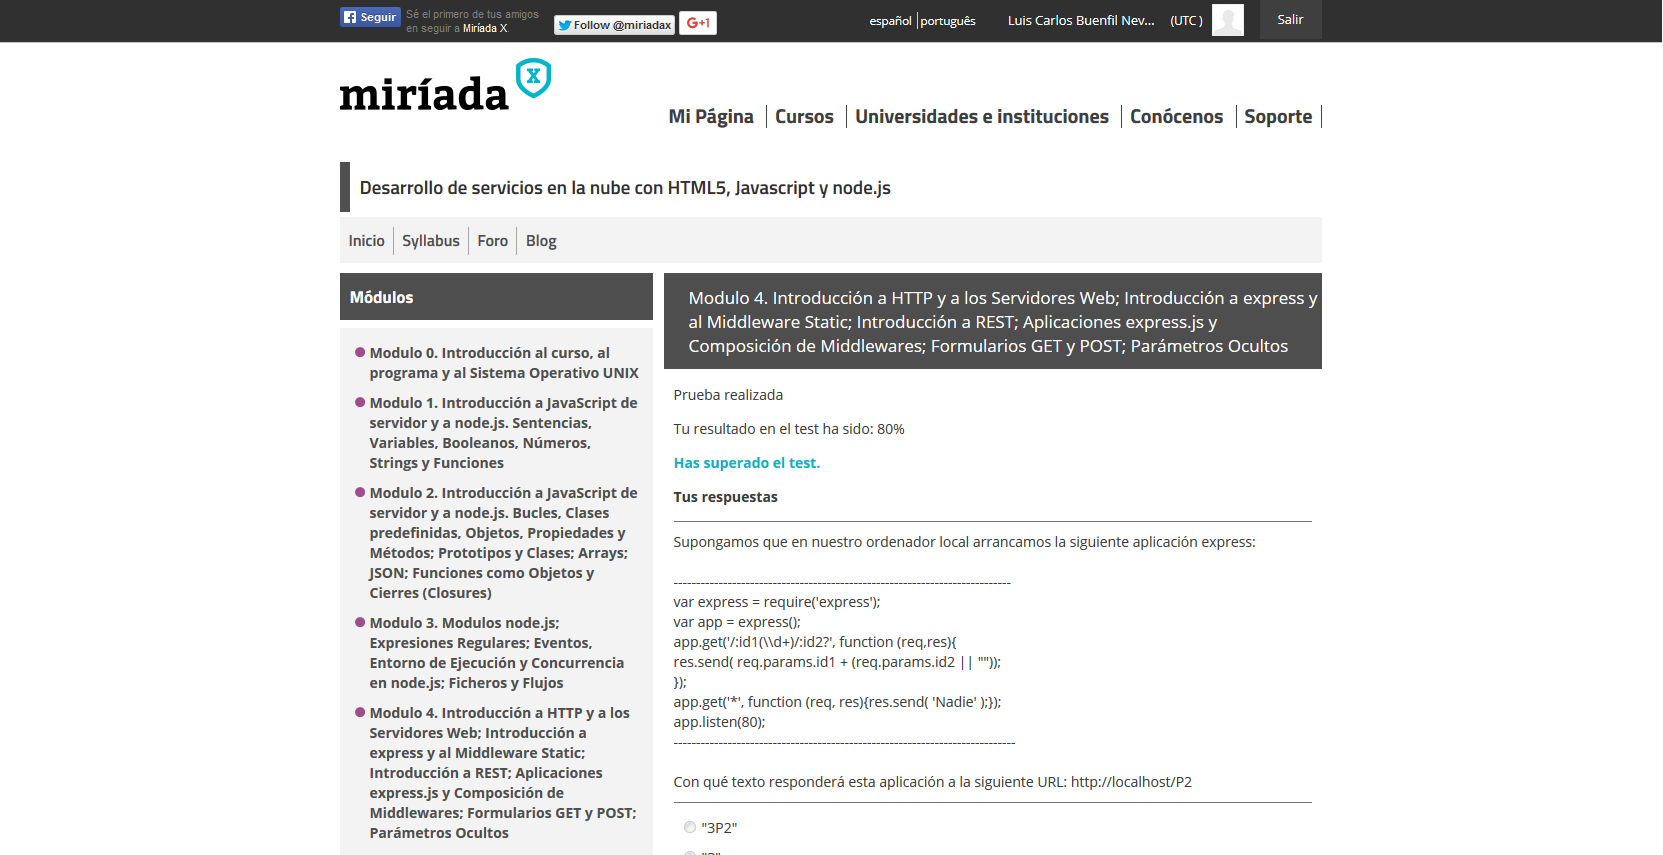 Seguir
Sé el primero de tus amigos
en seguir a Miríada X.
Follow @miriadax
G+1
español
português
Luis Carlos Buenfil Nev...
(UTC )
Salir
miríada X
Mi Página
Cursos
Universidades e instituciones
Conócenos
Soporte
Desarrollo de servicios en la nube con HTML5, Javascript y node.js
Inicio
Syllabus
Foro
Blog
Módulos
Modulo 0. Introducción al curso, al
programa y al Sistema Operativo UNIX
Modulo 1. Introducción a JavaScript de
servidor y a node.js. Sentencias,
Variables, Booleanos, Números,
Strings y Funciones
Modulo 2. Introducción a JavaScript de
servidor y a node.js. Bucles, Clases
predefinidas, Objetos, Propiedades y
Métodos; Prototipos y Clases; Arrays;
JSON; Funciones como Objetos y
Cierres (Closures)
Modulo 3. Modulos node.js;
Expresiones Regulares; Eventos,
Entorno de Ejecución y Concurrencia
en node.js; Ficheros y Flujos
Modulo 4. Introducción a HTTP y a los
Servidores Web; Introducción a
express y al Middleware Static;
Introducción a REST; Aplicaciones
express.js y Composición de
Middlewares; Formularios GET y POST;
Parámetros Ocultos
Modulo 4. Introducción a HTTP y a los Servidores Web; Introducción a express y
al Middleware Static; Introducción a REST; Aplicaciones express.js y
Composición de Middlewares; Formularios GET y POST; Parámetros Ocultos
Prueba realizada
Tu resultado en el test ha sido: 80%
Has superado el test.
Tus respuestas
Supongamos que en nuestro ordenador local arrancamos la siguiente aplicación express:
---------------------------------------------------------------------------
var express = require('express');
var app = express();
app.get('/:id1(\\d+)/:id2?', function (req,res){
res.send( req.params.id1 + (req.params.id2 || ""));
});
app.get('*', function (req, res){res.send( 'Nadie' );});
app.listen(80);
----------------------------------------------------------------------------
Con qué texto responderá esta aplicación a la siguiente URL: http://localhost/P2
"3P2"